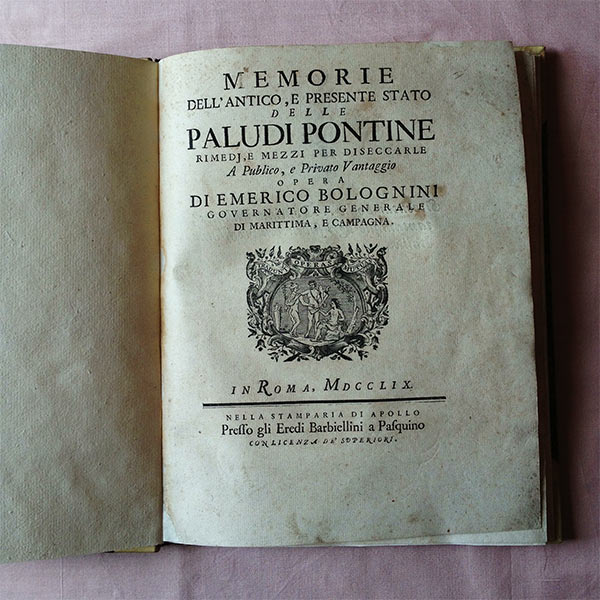 MEMORIE
DELL'ANTICO, E PRESENTE STATO
DELLE
PALUDI PONTINE
RIMEDJ, E MEZZI PER DISECCARLE
A Publico, e Privato Vantaggio
OPERA
DI EMERICO BOLOGNINI
GOVERNATORE GENERALE
DI MARITTIMA, E CAMPAGNA.
IN ROMA, MDCCLIX.
NELLA STAMPARIA DI APOLLO
Presso gli Eredi Barbiellini a Pasquino
CON LICENZA DE' SUPERIORI.